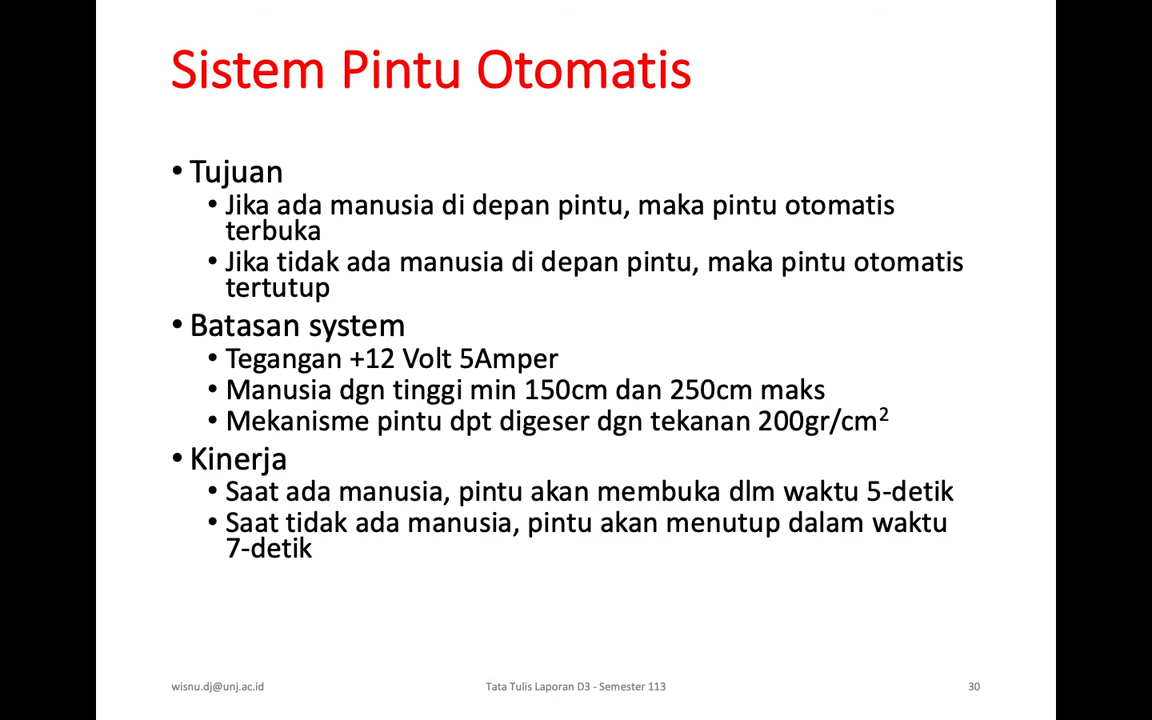 Sistem Pintu Otomatis
• Tujuan
• Jika ada manusia di depan pintu, maka pintu otomatis
terbuka
• Jika tidak ada manusia di depan pintu, maka pintu otomatis
tertutup
• Batasan system
• Tegangan +12 Volt 5Amper
• Manusia dgn tinggi min 150cm dan 250cm maks
• Mekanisme pintu dpt digeser dgn tekanan 200gr/cm²
• Kinerja
• Saat ada manusia, pintu akan membuka dlm waktu 5-detik
• Saat tidak ada manusia, pintu akan menutup dalam waktu
7-detik
wisnu.dj@unj.ac.id
Tata Tulis Laporan D3 - Semester 113
30